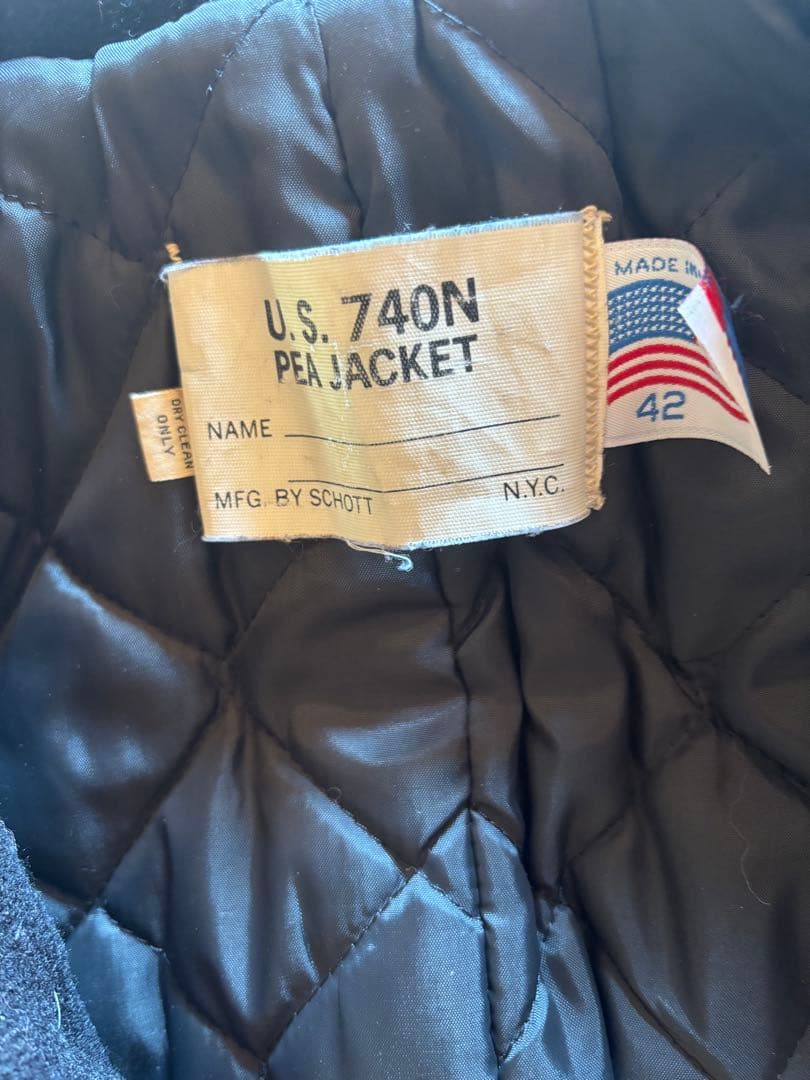 U.S. 740N
PEA JACKET
NAME
MFG. BY SCHOTT N.Y.C.
DRY CLEAN
ONLY
MADE IN
42